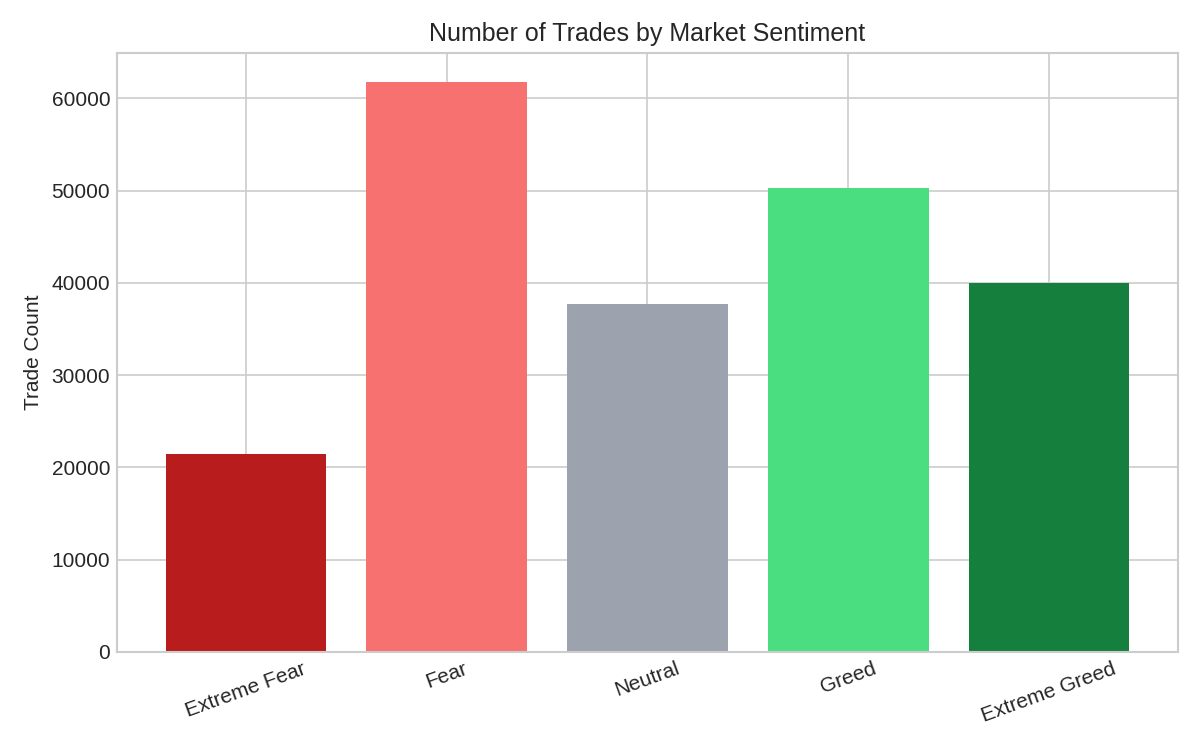 Number of Trades by Market Sentiment
Trade Count
60000
50000
40000
30000
20000
10000
0
Extreme Fear
Fear
Neutral
Greed
Extreme Greed